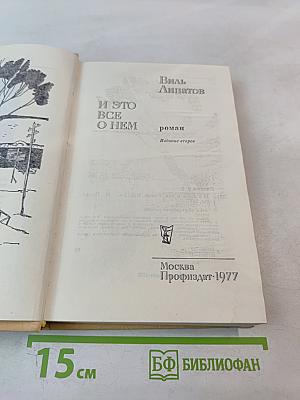 Виль
Липатов
И ЭТО
ВСЕ
О НЕМ
роман
Издание второе
Москва
Профиздат·1977
15 см
БФ БИБЛИОФАН